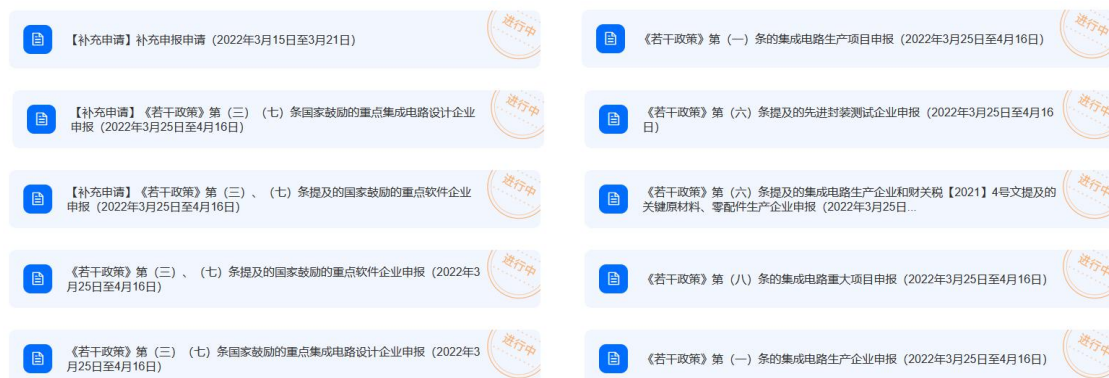 【补充申请】补充申报申请（2022年3月15日至3月21日）
进行中
【补充申请】《若干政策》第（三）（七）条国家鼓励的重点集成电路设计企业
申报（2022年3月25日至4月16日）
进行中
【补充申请】《若干政策》第（三）、（七）条提及的国家鼓励的重点软件企业
申报（2022年3月25日至4月16日）
进行中
《若干政策》第（三）、（七）条提及的国家鼓励的重点软件企业申报（2022年3
月25日至4月16日）
进行中
《若干政策》第（三）（七）条国家鼓励的重点集成电路设计企业申报（2022年3
月25日至4月16日）
进行中
《若干政策》第（一）条的集成电路生产项目申报（2022年3月25日至4月16日）
进行中
《若干政策》第（六）条提及的先进封装测试企业申报（2022年3月25日至4月16
日）
进行中
《若干政策》第（六）条提及的集成电路生产企业和财关税【2021】4号文提及的
关键原材料、零配件生产企业申报（2022年3月25日...
进行中
《若干政策》第（八）条的集成电路重大项目申报（2022年3月25日至4月16日）
进行中
《若干政策》第（一）条的集成电路生产企业申报（2022年3月25日至4月16日）
进行中